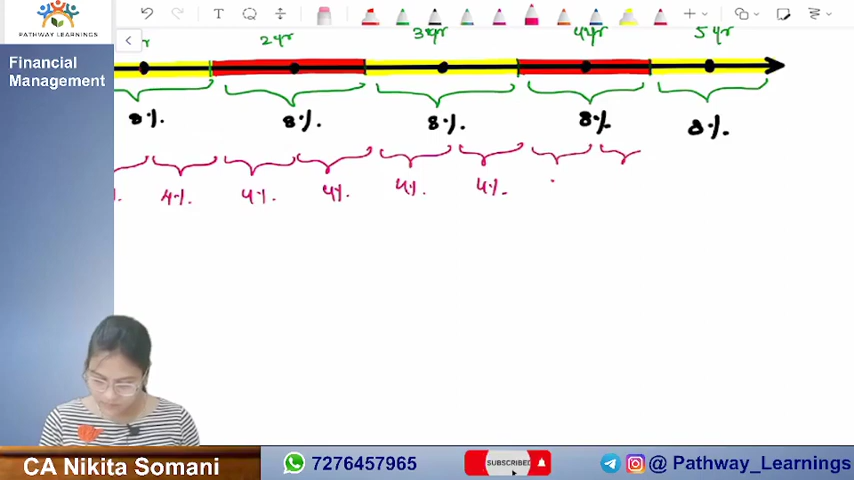 PATHWAY LEARNINGS
Financial
Management
2yr 3yr 4yr 5yr
8%. 8%. 8%. 8%. 8%.
4%. 4%. 4%. 4%. 4%.
T
SUBSCRIBED
CA Nikita Somani 7276457965 @ Pathway_Learnings